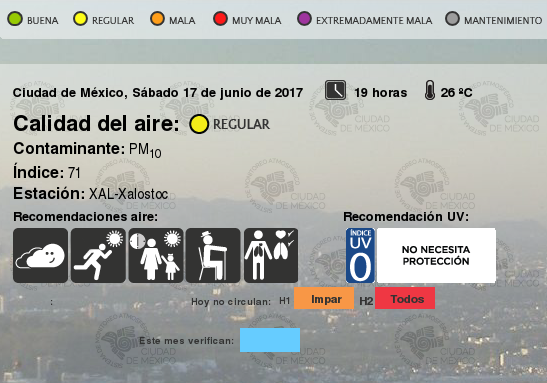 BUENA REGULAR MALA MUY MALA EXTREMADAMENTE MALA MANTENIMIENTO
Ciudad de México, Sábado 17 de junio de 2017 19 horas 26 ºC
Calidad del aire: REGULAR
Contaminante: PM10
Índice: 71
Estación: XAL-Xalostoc
Recomendaciones aire: Recomendación UV:
ÍNDICE
UV
0
NO NECESITA
PROTECCIÓN
: Hoy no circulan: H1 Impar H2 Todos
Este mes verifican:
CIUDAD
DE MÉXICO